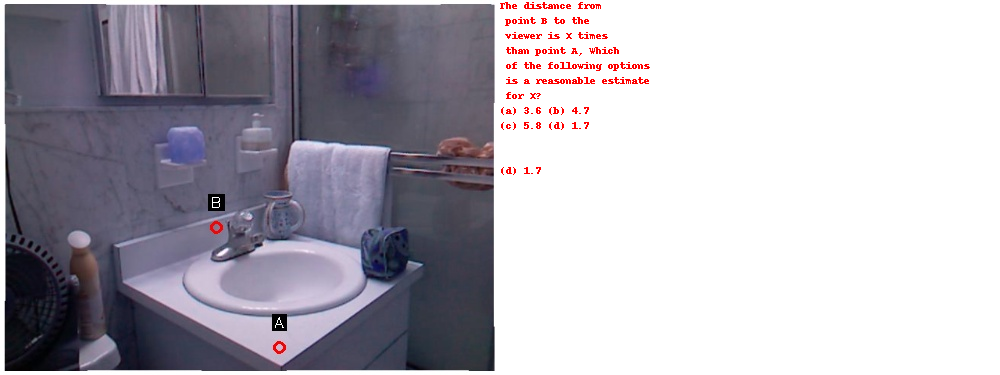 B
A
The distance from
point B to the
viewer is X times
than point A, Which
of the following options
is a reasonable estimate
for X?
(a) 3.6 (b) 4.7
(c) 5.8 (d) 1.7
(d) 1.7